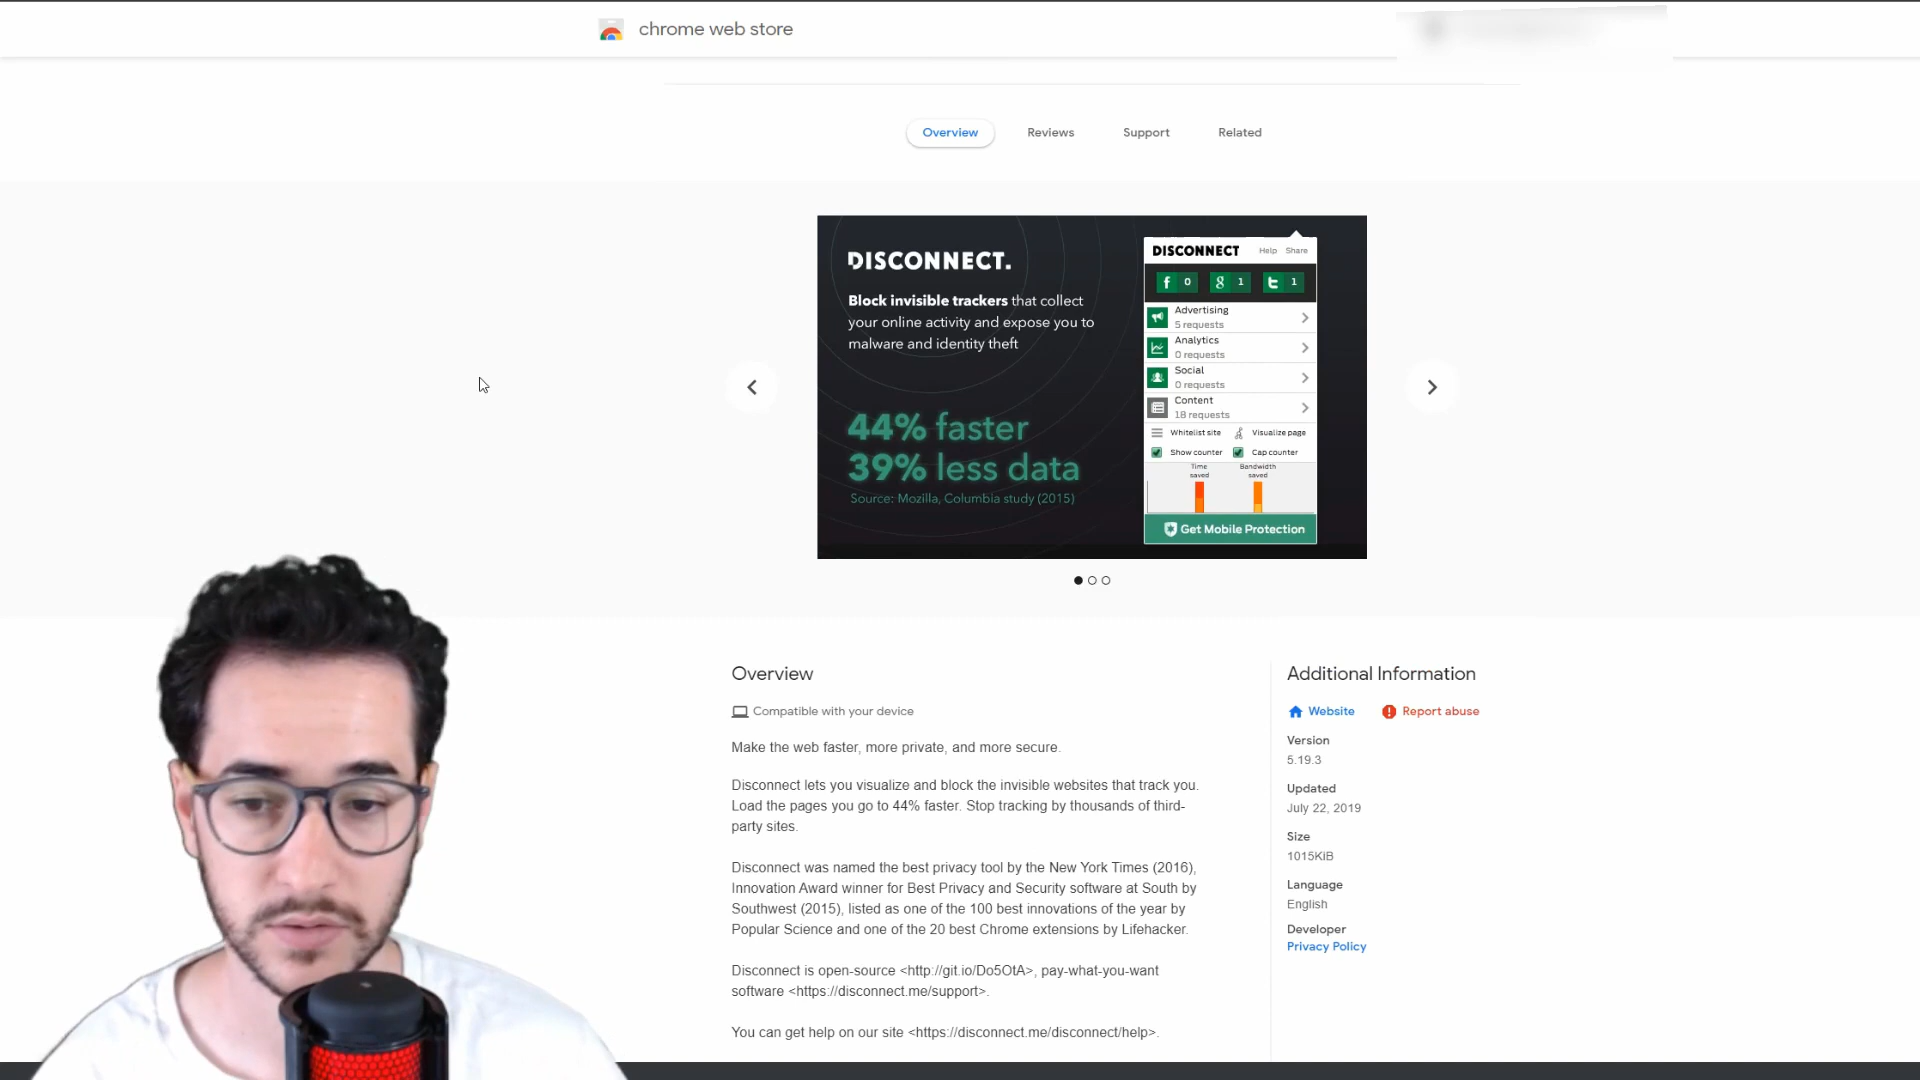 chrome web store
Overview
Reviews
Support
Related
DISCONNECT.
Block invisible trackers that collect
your online activity and expose you to
malware and identity theft
44% faster
39% less data
Source: Mozilla, Columbia study (2015)
DISCONNECT Help Share
f 0 g 1 t 1
Advertising
5 requests
Analytics
0 requests
Social
0 requests
Content
18 requests
Whitelist site Visualize page
Show counter Cap counter
Time
saved
Bandwidth
saved
Get Mobile Protection
Overview
Compatible with your device
Make the web faster, more private, and more secure.
Disconnect lets you visualize and block the invisible websites that track you.
Load the pages you go to 44% faster. Stop tracking by thousands of third-
party sites.
Disconnect was named the best privacy tool by the New York Times (2016),
Innovation Award winner for Best Privacy and Security software at South by
Southwest (2015), listed as one of the 100 best innovations of the year by
Popular Science and one of the 20 best Chrome extensions by Lifehacker.
Disconnect is open-source <http://git.io/Do5OtA>, pay-what-you-want
software <https://disconnect.me/support>.
You can get help on our site <https://disconnect.me/disconnect/help>.
Additional Information
Website
Report abuse
Version
5.19.3
Updated
July 22, 2019
Size
1015KiB
Language
English
Developer
Privacy Policy